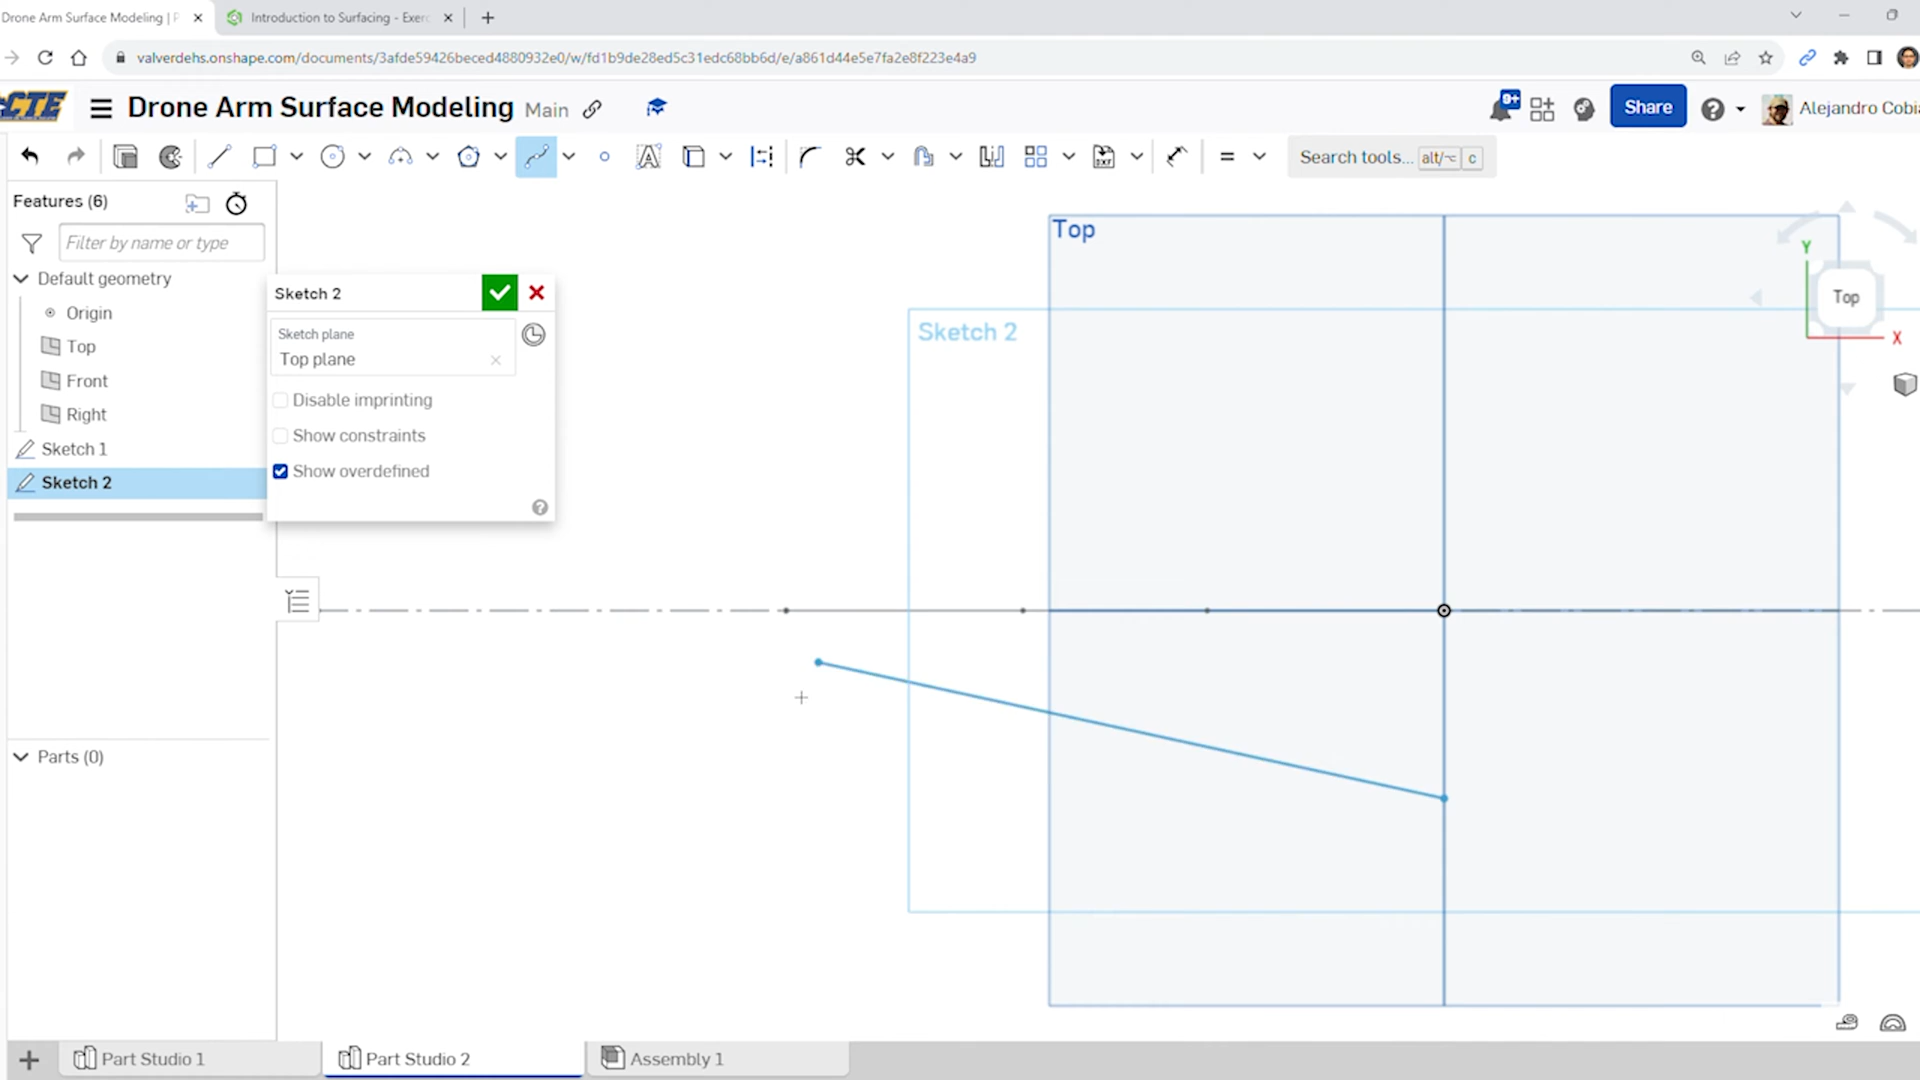 Drone Arm Surface Modeling | P
Introduction to Surfacing - Exerc
valverdehs.onshape.com/documents/3afde59426beced4880932e0/w/fd1b9de28ed5c31edc68bb6d/e/a861d44e5e7fa2e8f223e4a9
CTE
Drone Arm Surface Modeling Main
9+
Share
Alejandro Cobia
Search tools... alt/⌥ c
Features (6)
Filter by name or type
Default geometry
Origin
Top
Front
Right
Sketch 1
Sketch 2
Sketch 2
Sketch plane
Top plane
Disable imprinting
Show constraints
Show overdefined
Top
Sketch 2
Y
Top
X
Parts (0)
Part Studio 1
Part Studio 2
Assembly 1